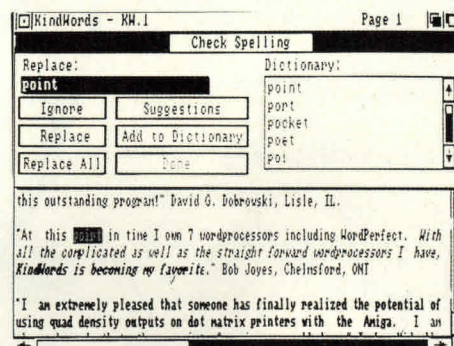 KindWords - KW.1 Page 1
Check Spelling
Replace: Dictionary:
point
point
port
pocket
poet
poi
Ignore Suggestions
Replace Add to Dictionary
Replace All Done
this outstanding program!" David G. Dobrowski, Lisle, IL.
"At this point in time I own 7 wordprocessors including WordPerfect. With
all the complicated as well as the straight forward wordprocessors I have,
KindWords is becoming my favorite." Bob Joyes, Chelmsford, ONT
"I am extremely pleased that someone has finally realized the potential of
using quad density outputs on dot matrix printers with the Amiga. I am